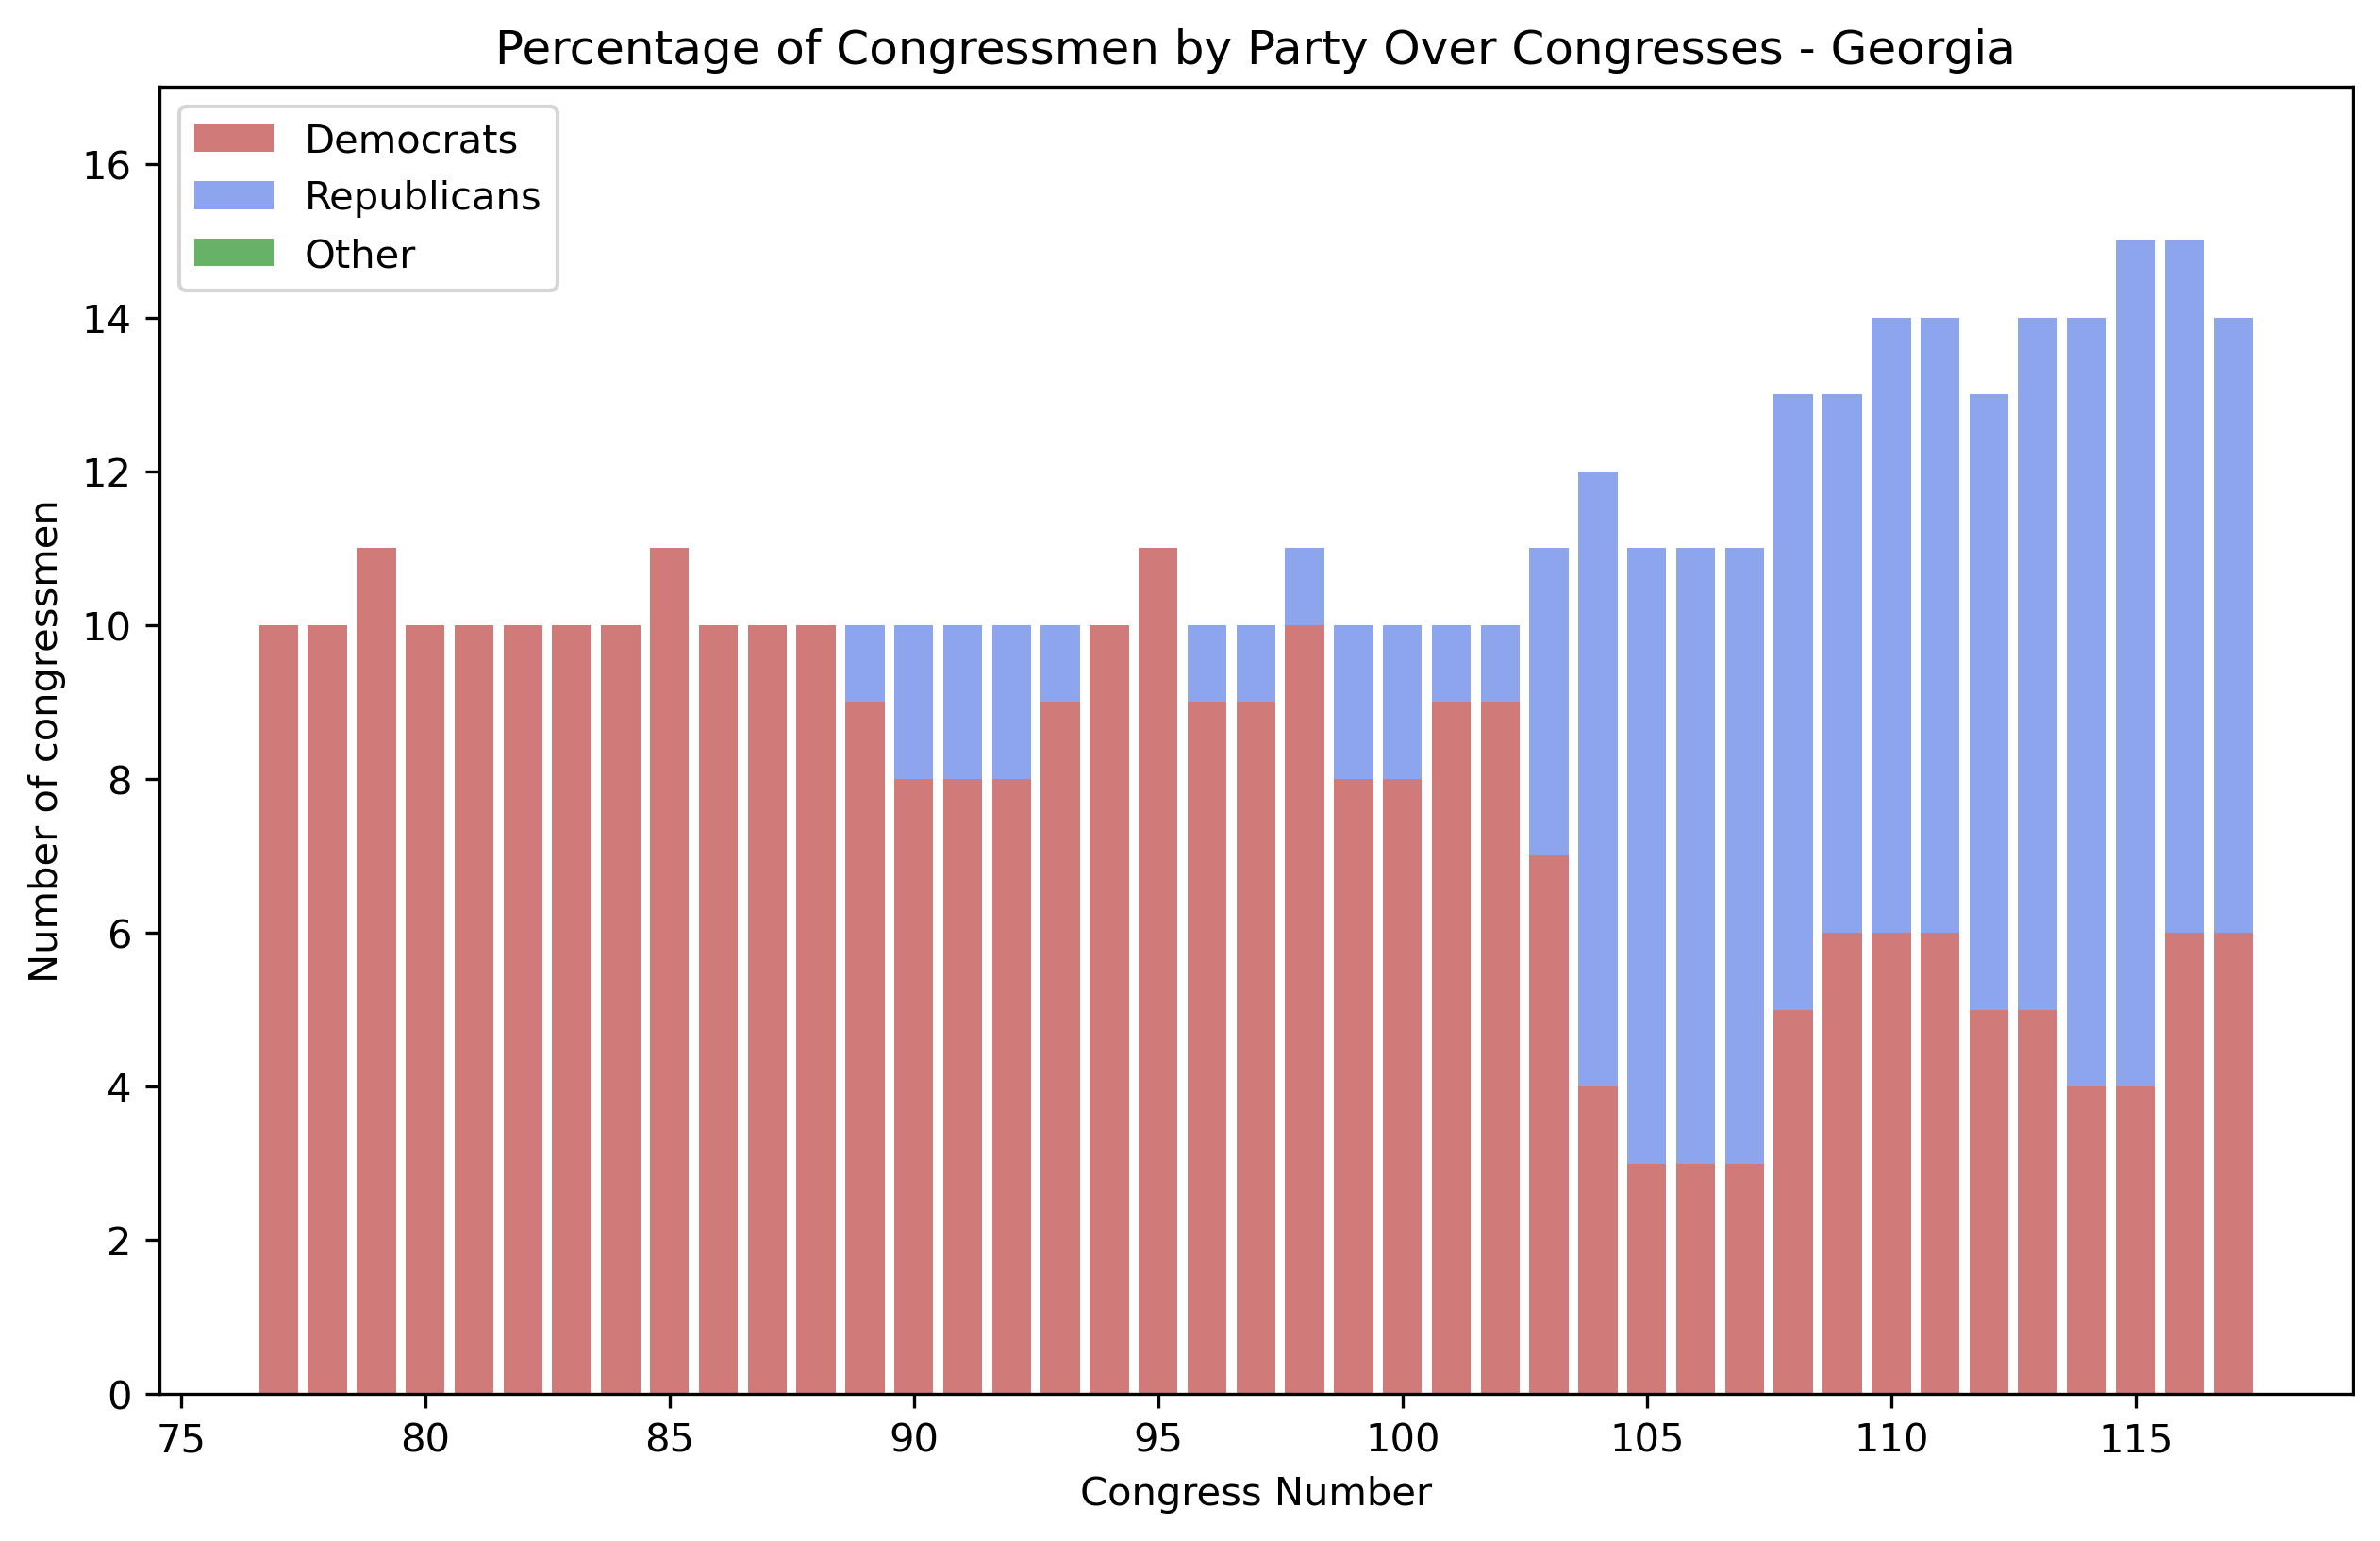 Percentage of Congressmen by Party Over Congresses - Georgia
Democrats
Republicans
Other
16
14
12
10
8
6
4
2
0
Number of congressmen
75 80 85 90 95 100 105 110 115
Congress Number